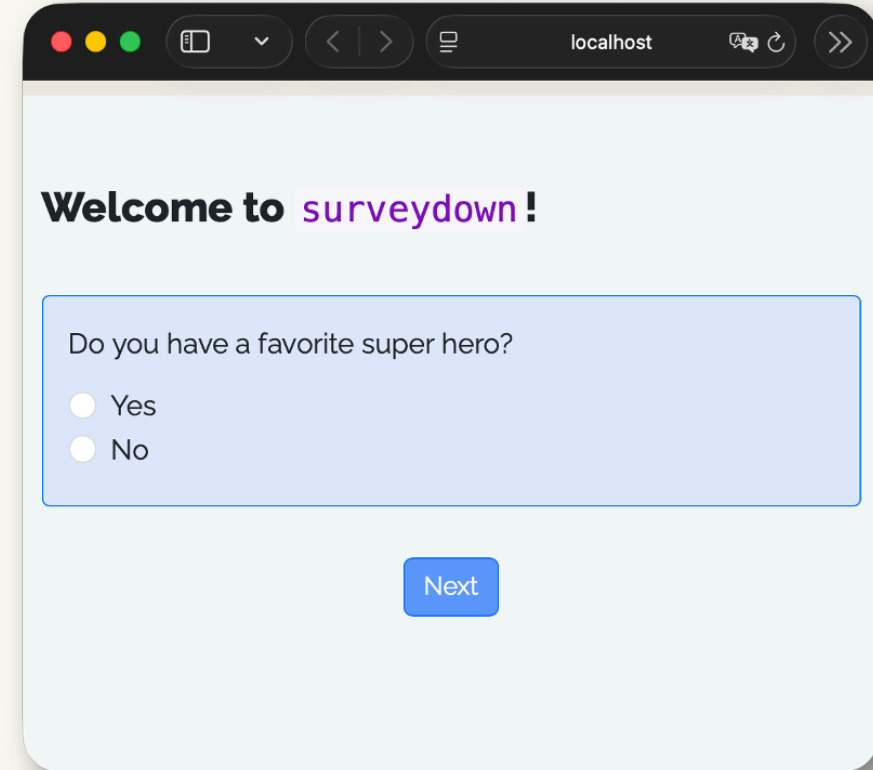 localhost
Welcome to surveydown!
Do you have a favorite super hero?
Yes
No
Next